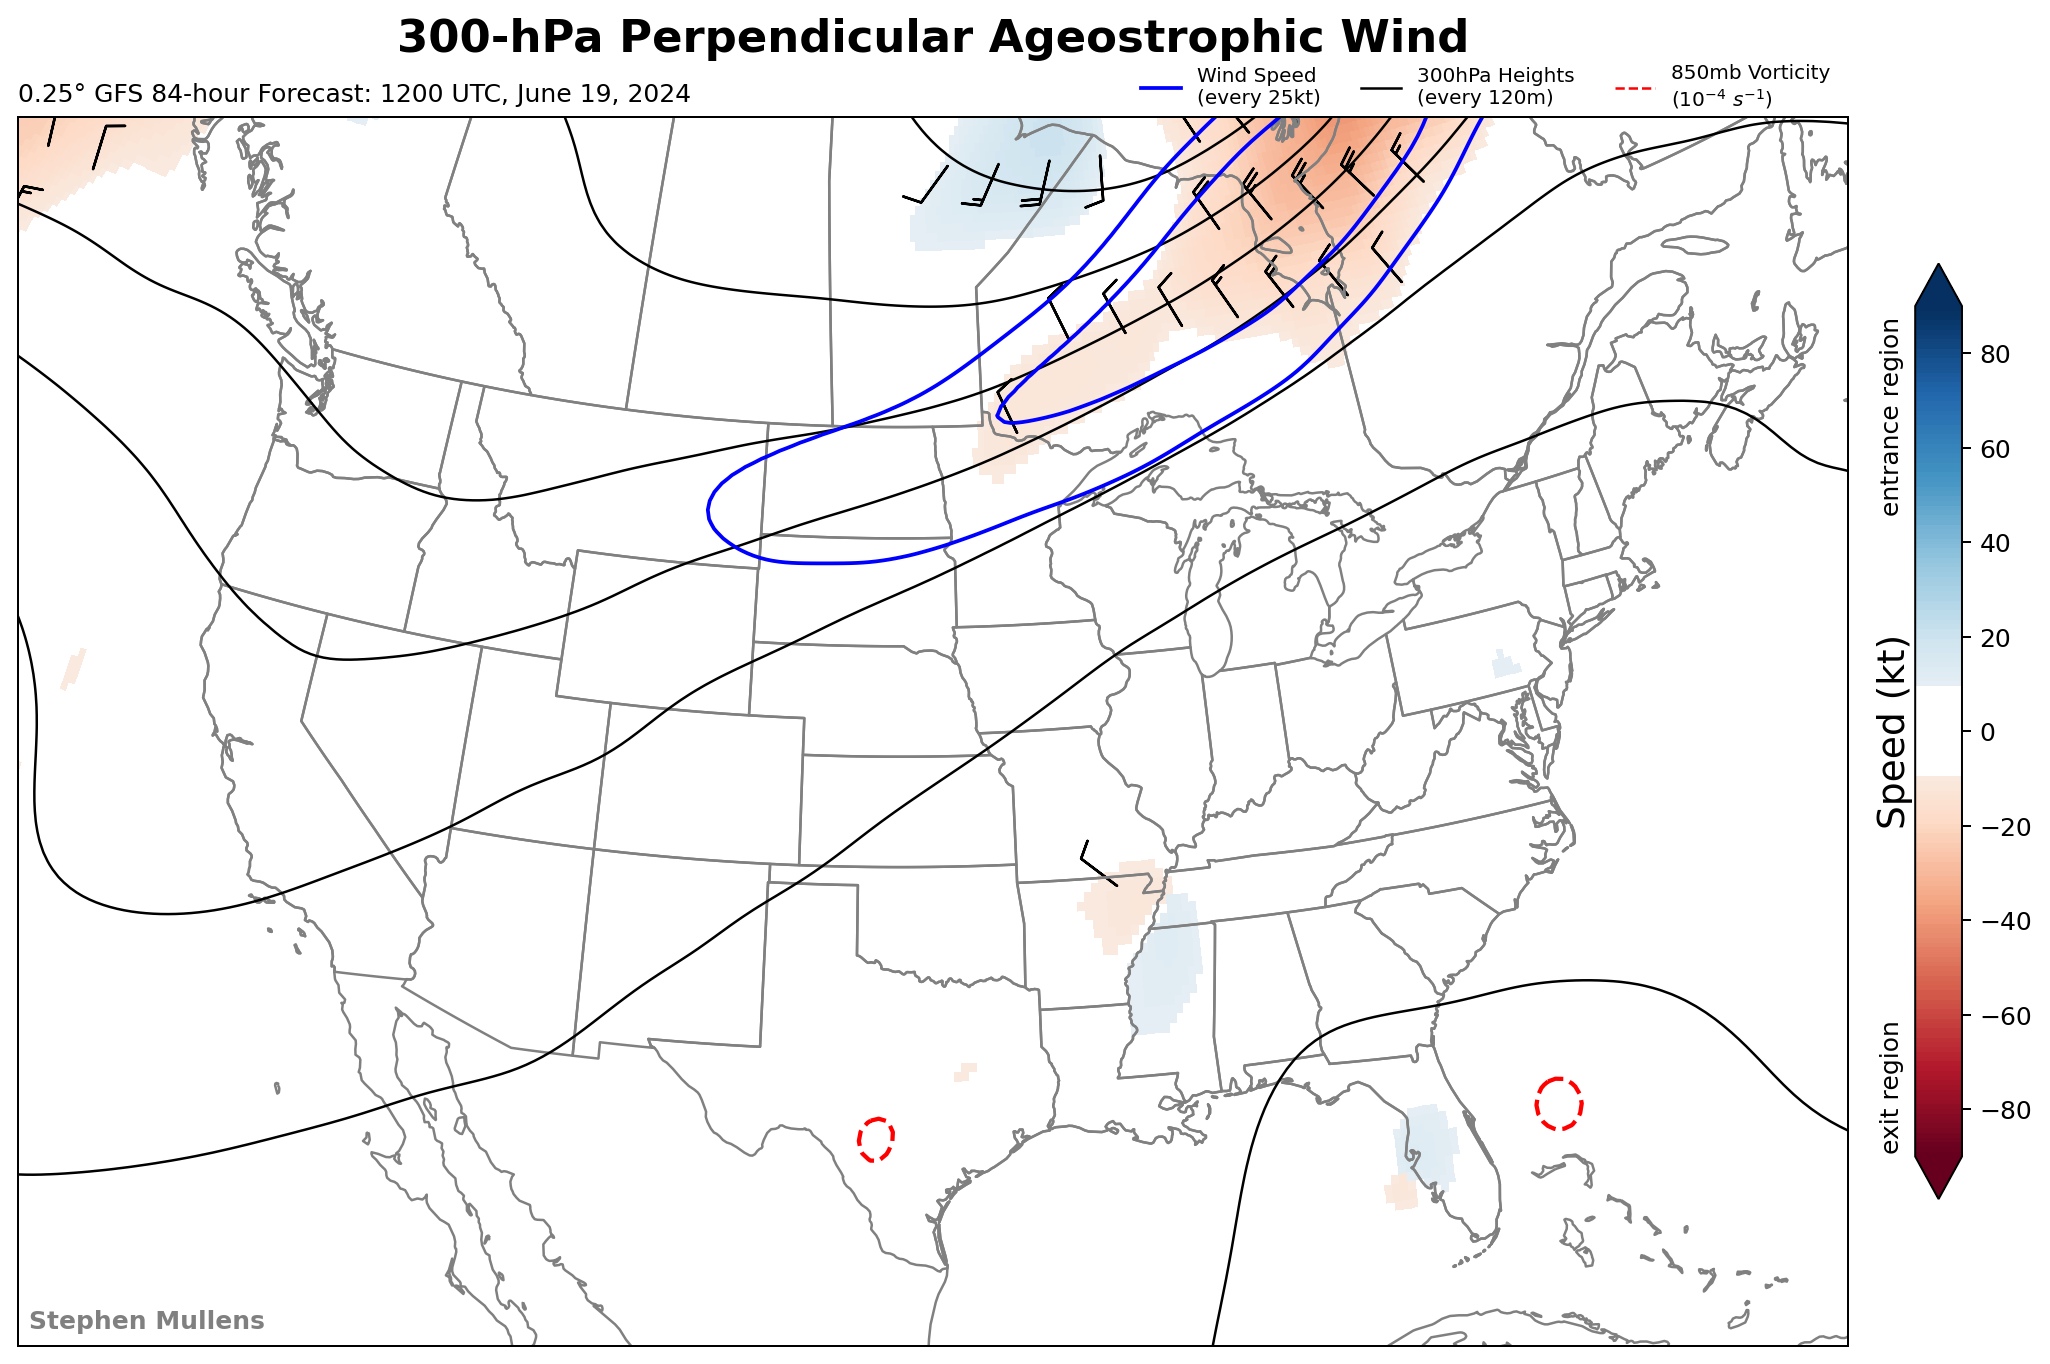 300-hPa Perpendicular Ageostrophic Wind
0.25° GFS 84-hour Forecast: 1200 UTC, June 19, 2024
Wind Speed
(every 25kt)
300hPa Heights
(every 120m)
850mb Vorticity
(10⁻⁴ s⁻¹)
entrance region
Speed (kt)
exit region
80
60
40
20
0
−20
−40
−60
−80
Stephen Mullens